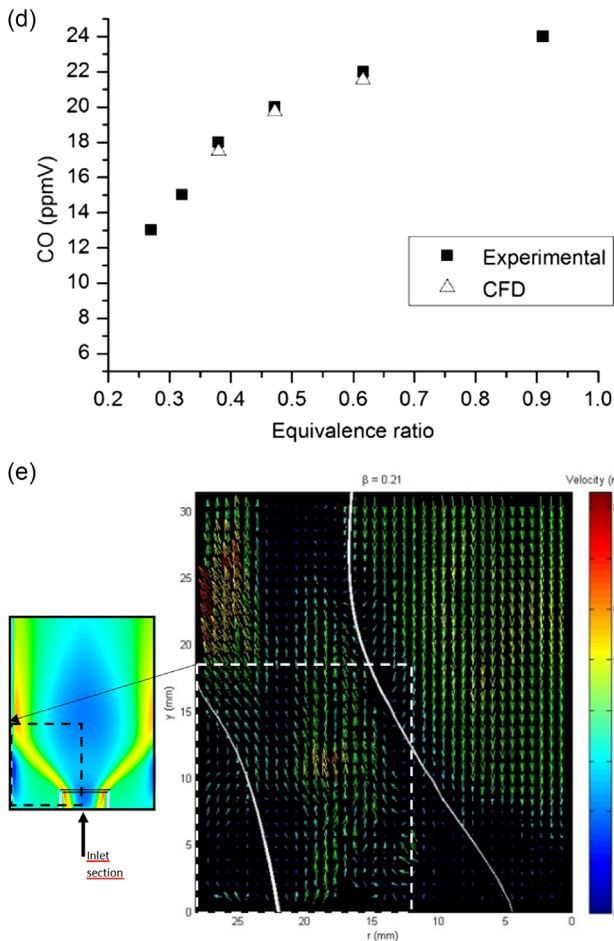 (d)
24
22
20
18
16
14
12
10
8
6
CO (ppmV)
Experimental
CFD
0.2 0.3 0.4 0.5 0.6 0.7 0.8 0.9 1.0
Equivalence ratio
(e)
β = 0.21
Velocity (r
30
25
20
15
10
5
0
y (mm)
25 20 15 10 5 0
r (mm)
Inlet
section